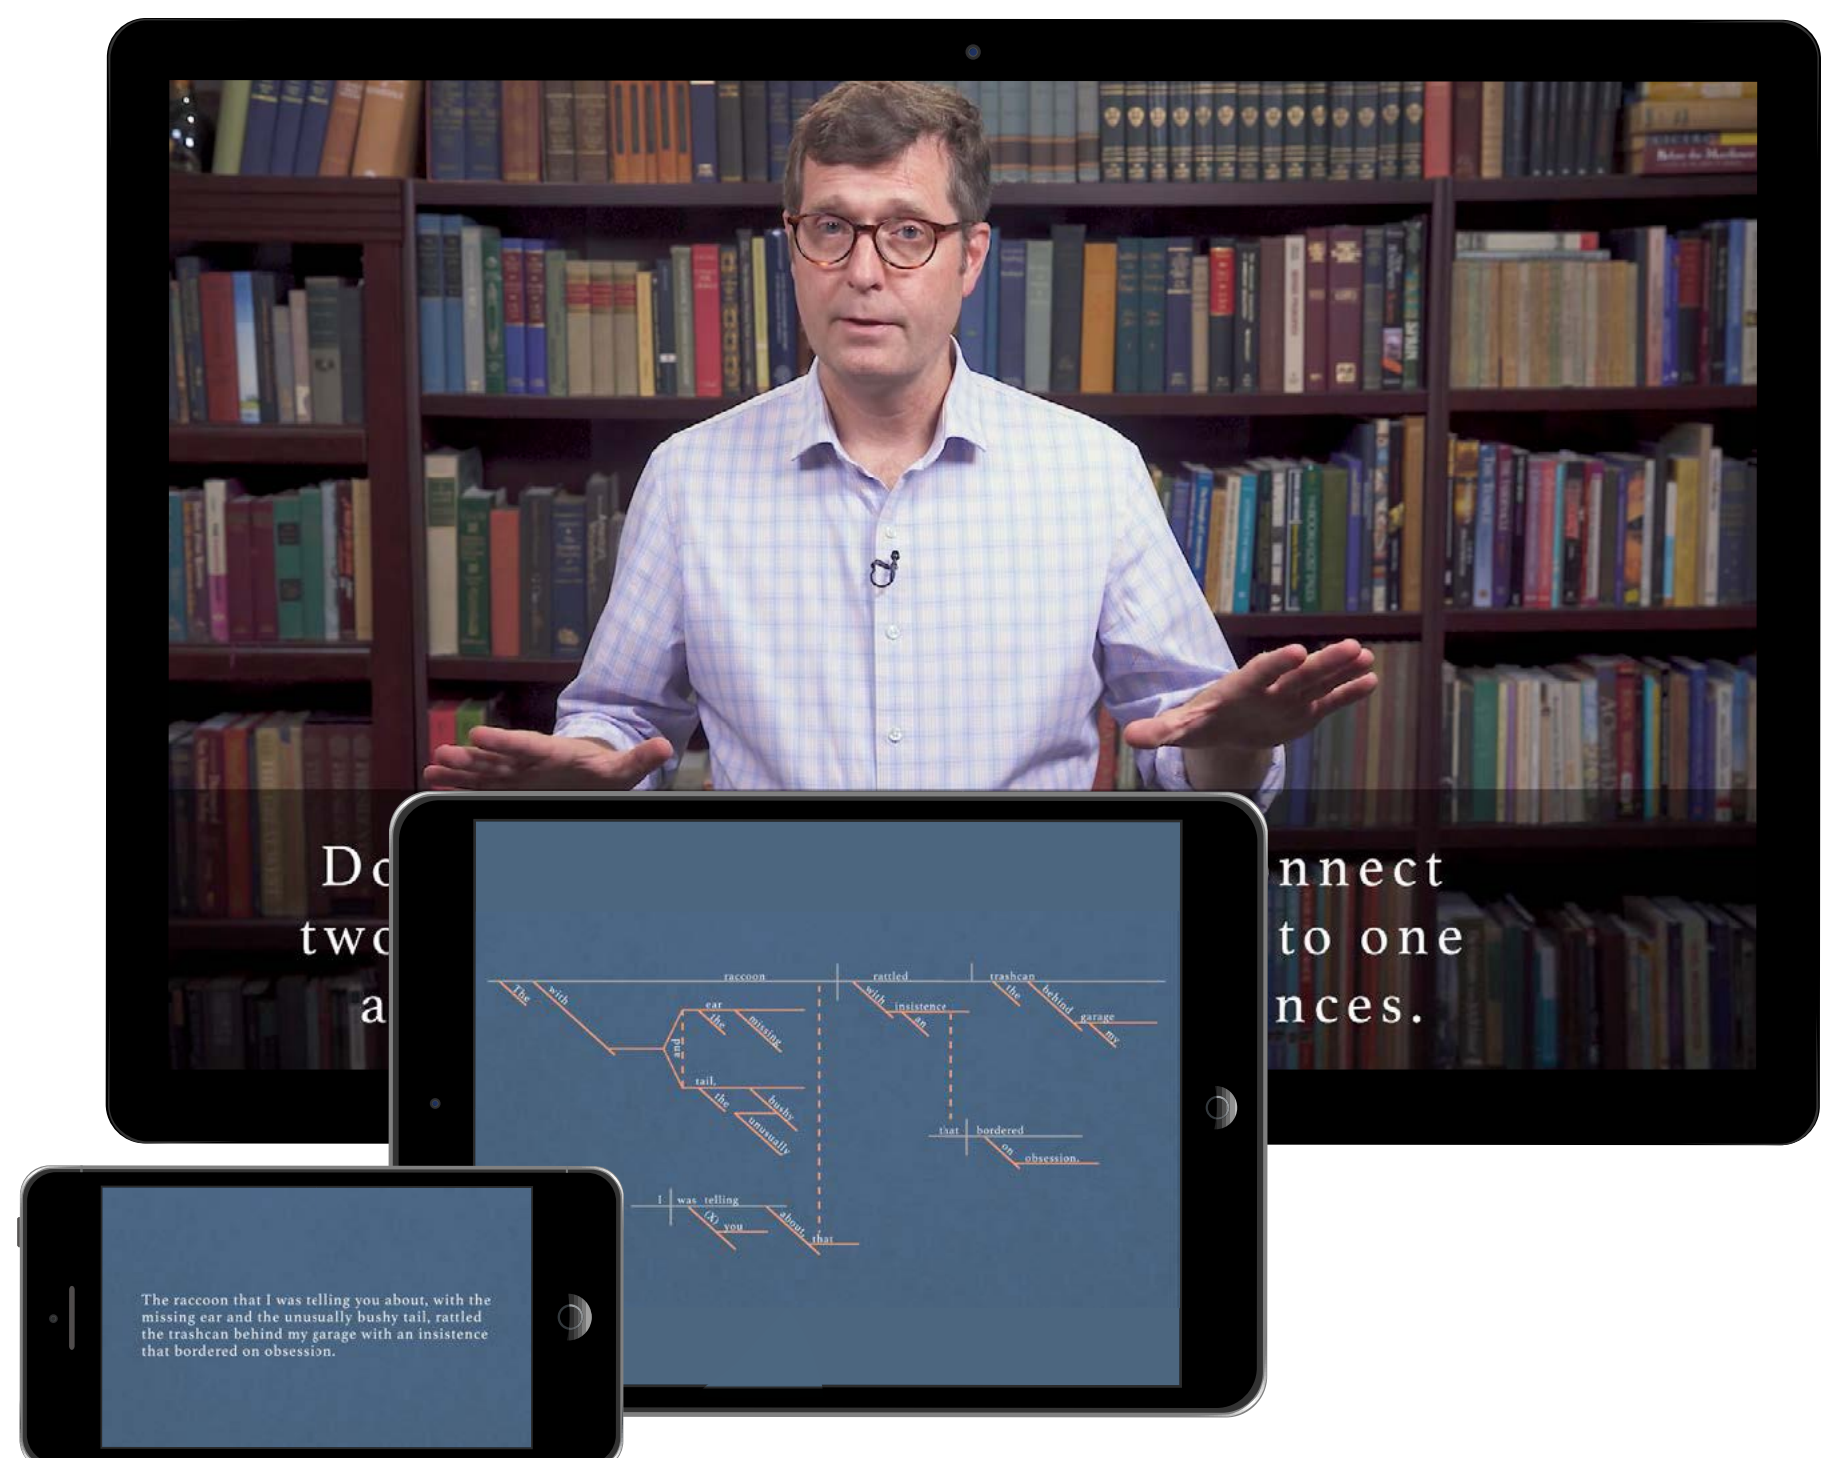 Do nnect
two to one
a nces.
raccoon rattled trashcan
The with with the behind
ear insistence garage
the missing an my
and
tail,
the bushy
unusually
that bordered
on obsession.
I was telling
(X) you about, that
The raccoon that I was telling you about, with the
missing ear and the unusually bushy tail, rattled
the trashcan behind my garage with an insistence
that bordered on obsession.